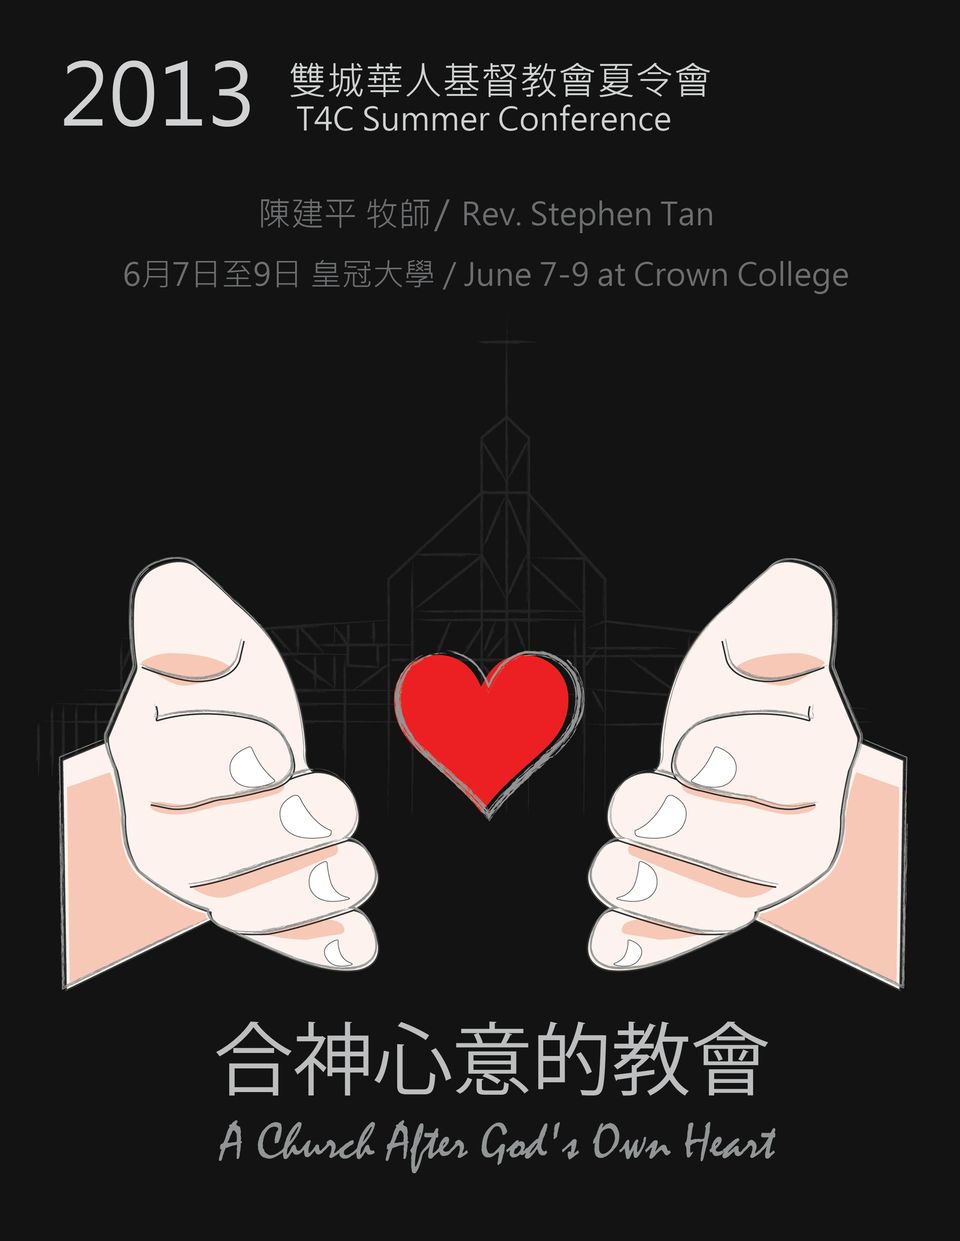 2013 雙城華人基督教會夏令會
T4C Summer Conference
陳建平 牧師/ Rev. Stephen Tan
6月7日至9日 皇冠大學 / June 7-9 at Crown College
合神心意的教會
A Church After God's Own Heart